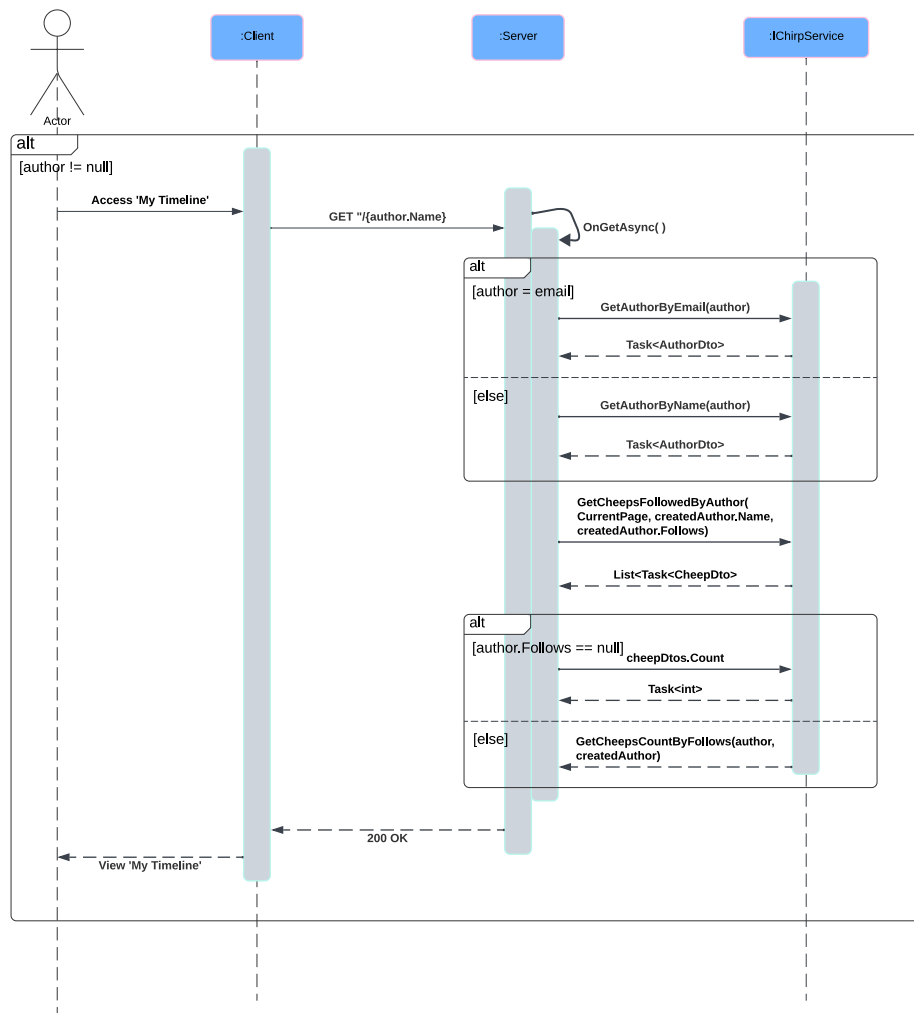 :Client
:Server
:IChirpService
Actor
alt
[author != null]
Access 'My Timeline'
GET "/{author.Name}
OnGetAsync( )
alt
[author = email]
GetAuthorByEmail(author)
Task<AuthorDto>
[else]
GetAuthorByName(author)
Task<AuthorDto>
GetCheepsFollowedByAuthor(
CurrentPage, createdAuthor.Name,
createdAuthor.Follows)
List<Task<CheepDto>
alt
[author.Follows == null]
cheepDtos.Count
Task<int>
[else]
GetCheepsCountByFollows(author,
createdAuthor)
200 OK
View 'My Timeline'